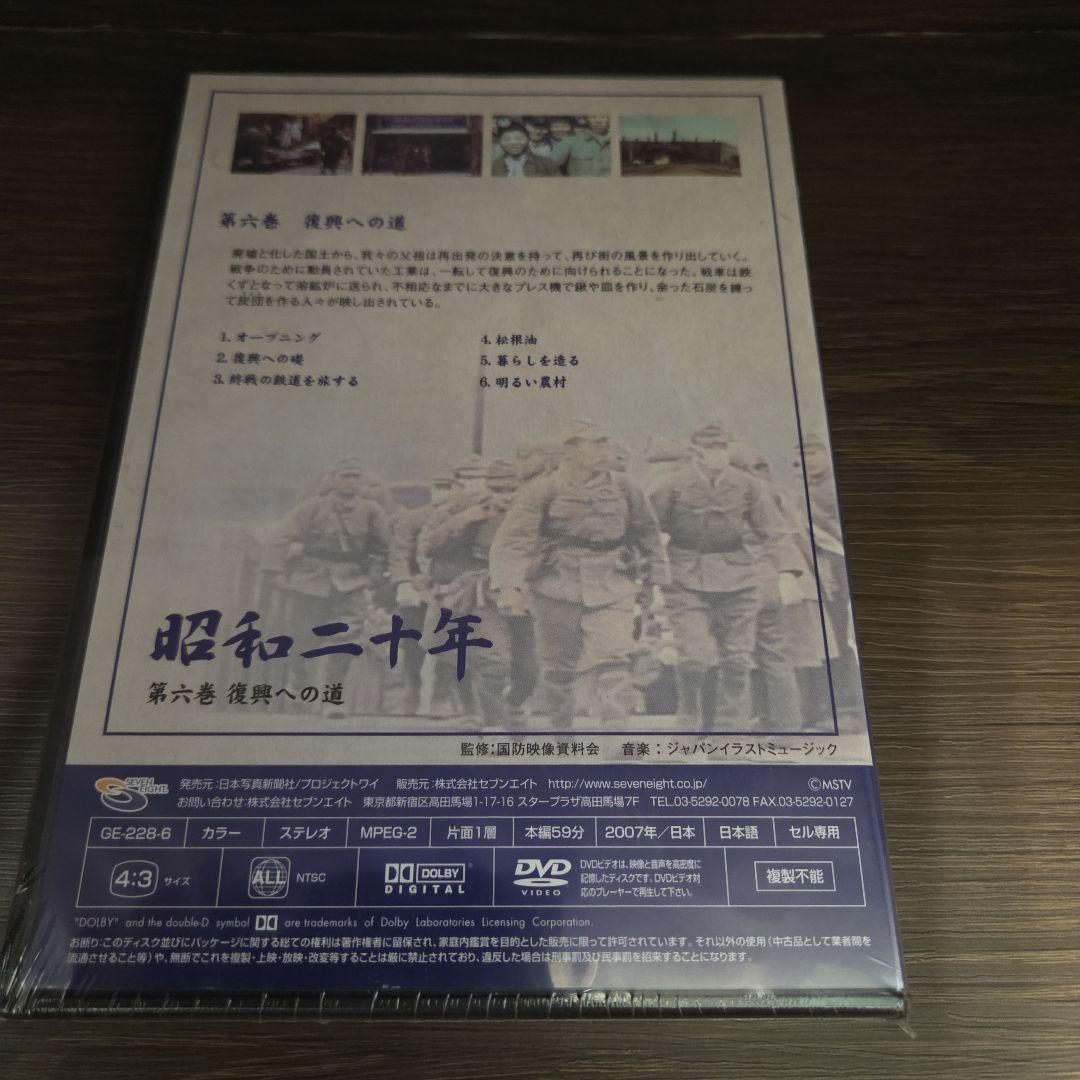 第六巻 復興への道
廃墟と化した国土から、我々の父祖は再出発の決意を持って、再び街の風景を作り出していく。
戦争のために動員されていた工業は、一転して復興のために向けられることになった。戦車は鉄
くずとなって溶鉱炉に送られ、不相応なまでに大きなプレス機で鍬や皿を作り、余った石炭を練っ
て炭団を作る人々が映し出されている。
1. オープニング
2. 復興への礎
3. 終戦の鉄道を旅する
4. 松根油
5. 暮らしを造る
6. 明るい農村
昭和二十年
第六巻 復興への道
監修:国防映像資料会 音楽:ジャパンイラストミュージック
SEVEN EIGHT
発売元:日本写真新聞社/プロジェクトワイ 販売元:株式会社セブンエイト http://www.seveneight.co.jp/ ©MSTV
お問い合わせ:株式会社セブンエイト 東京都新宿区高田馬場1-17-16 スタープラザ高田馬場7F TEL.03-5292-0078 FAX.03-5292-0127
GE-228-6 カラー ステレオ MPEG-2 片面1層 本編59分 2007年/日本 日本語 セル専用
4:3 サイズ ALL NTSC DOLBY DIGITAL DVD VIDEO
DVDビデオは、映像と音声を高密度に
記憶したディスクです。DVDビデオ対
応のプレーヤーで再生して下さい。
複製不能
"DOLBY" and the double-D symbol are trademarks of Dolby Laboratories Licensing Corporation.
お断り:このディスク並びにパッケージに関する総ての権利は著作権者に留保され、家庭内鑑賞を目的とした販売に限って許可されています。それ以外の使用(中古品として業者間を
流通させること等)や、無断でこれを複製・上映・放映・改変等することは厳に禁止されており、違反した場合は刑事罰及び民事罰を招来することになります。